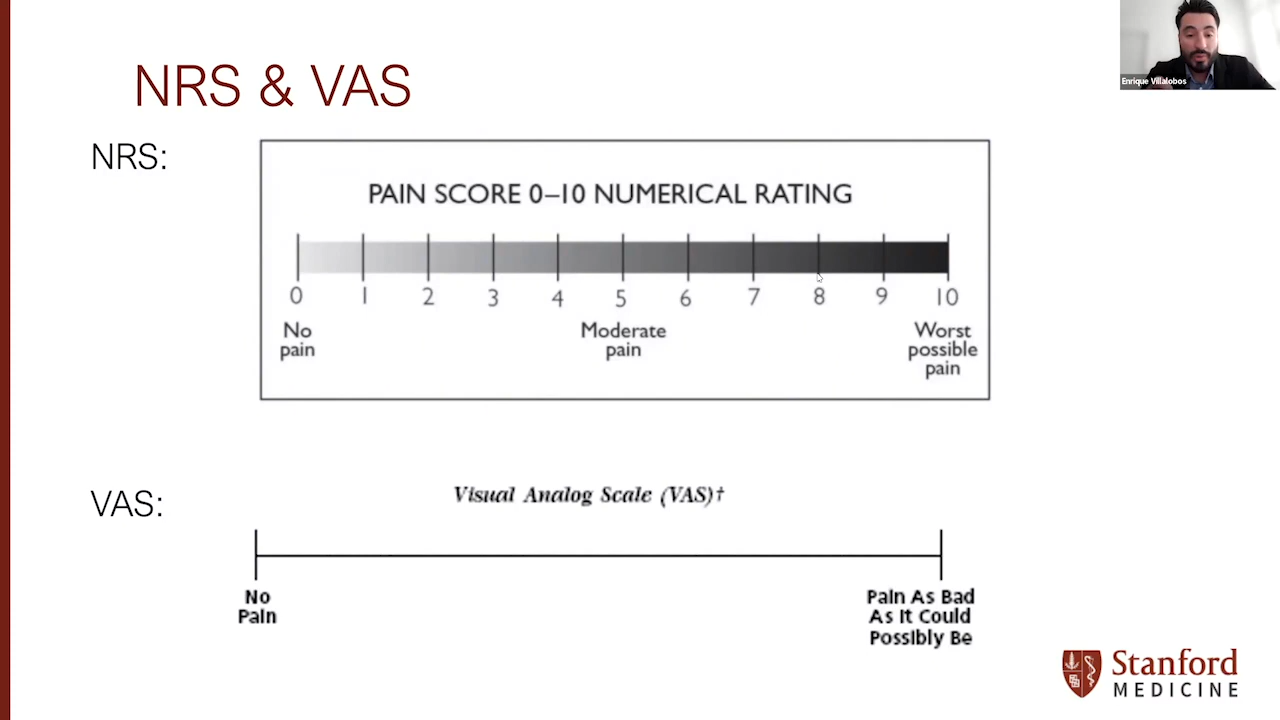 NRS & VAS
Enrique Villalobos
NRS:
PAIN SCORE 0–10 NUMERICAL RATING
0 1 2 3 4 5 6 7 8 9 10
No
pain
Moderate
pain
Worst
possible
pain
VAS:
Visual Analog Scale (VAS)†
No
Pain
Pain As Bad
As It Could
Possibly Be
Stanford
MEDICINE